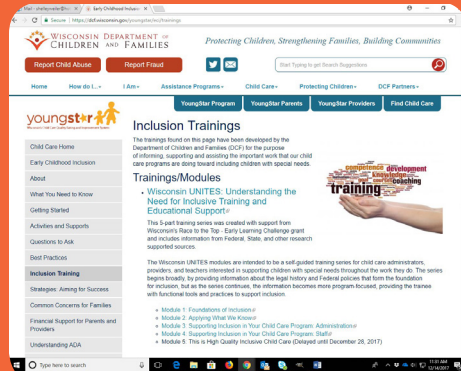 Early Childhood Inclusion
Secure https://dcf.wisconsin.gov/youngstar/eci/trainings
WISCONSIN DEPARTMENT OF
CHILDREN AND FAMILIES
Protecting Children, Strengthening Families, Building Communities
Report Child Abuse
Report Fraud
Start Typing to get Search Suggestions
Home
How do I...
I Am
Assistance Programs
Child Care
Protecting Children
DCF Partners
YoungStar Program
YoungStar Parents
YoungStar Providers
Find Child Care
youngstar
Child Care Home
Early Childhood Inclusion
About
What You Need to Know
Getting Started
Activities and Supports
Questions to Ask
Best Practices
Inclusion Training
Strategies: Aiming for Success
Common Concerns for Families
Financial Support for Parents and
Providers
Understanding ADA
Inclusion Trainings
The trainings found on this page have been developed by the
Department of Children and Families (DCF) for the purpose
of informing, supporting and assisting the important work that our child
care programs are doing toward including children with special needs.
Trainings/Modules
• Wisconsin UNITES: Understanding the
Need for Inclusive Training and
Educational Support
This 5-part training series was created with support from
Wisconsin's Race to the Top - Early Learning Challenge grant
and includes information from Federal, State, and other research
supported sources.
competence development
knowledge
training
coaching
The Wisconsin UNITES modules are intended to be a self-guided training series for child care administrators,
providers, and teachers interested in supporting children with special needs throughout the work they do. The series
begins broadly, by providing information about the legal history and Federal policies that form the foundation
for inclusion, but as the series continues, the information becomes more program-focused, providing the trainee
with functional tools and practices to support inclusion.
Module 1: Foundations of Inclusion
Module 2: Applying What We Know
Module 3: Supporting Inclusion in Your Child Care Program: Administration
Module 4: Supporting Inclusion in Your Child Care Program: Staff
Module 5: This is High Quality Inclusive Child Care (Delayed until December 28, 2017)
Type here to search
11:01 AM
12/14/2017